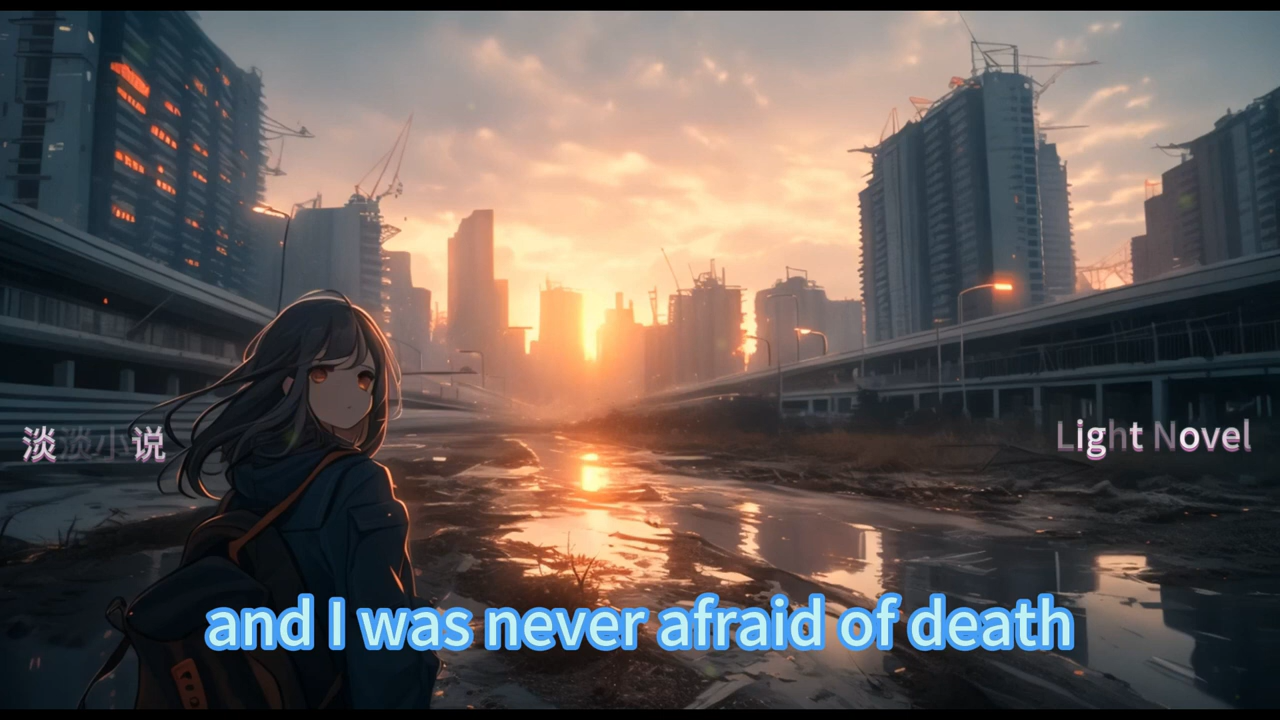 淡淡小说
Light Novel
and I was never afraid of death